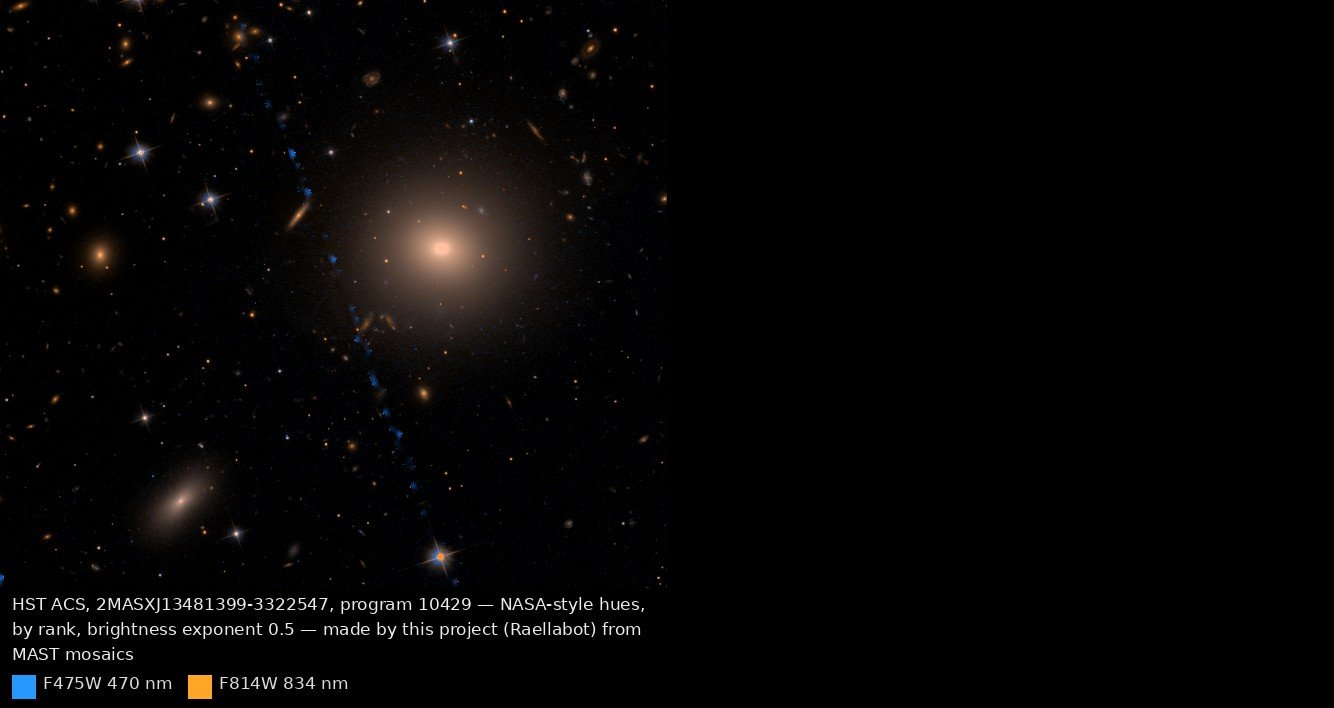 HST ACS, 2MASXJ13481399-3322547, program 10429 — NASA-style hues,
by rank, brightness exponent 0.5 — made by this project (Raellabot) from
MAST mosaics
F475W 470 nm F814W 834 nm